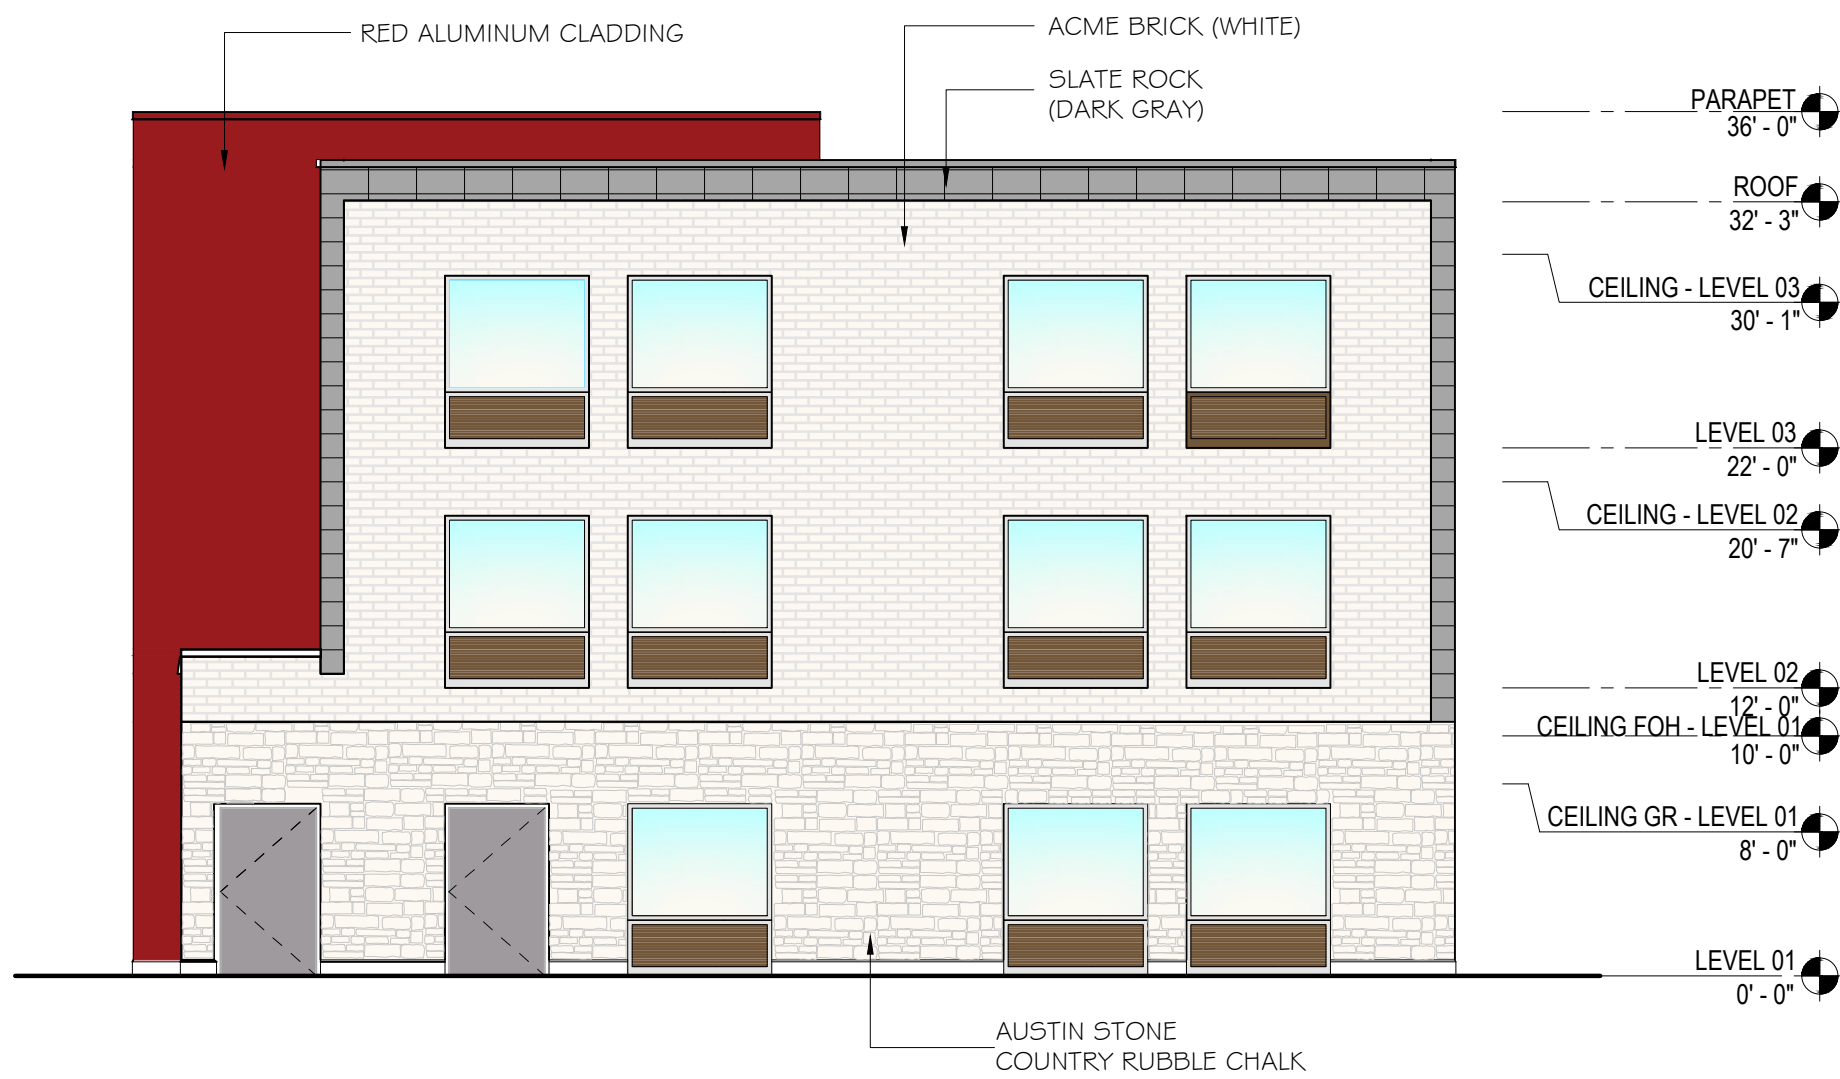 RED ALUMINUM CLADDING
ACME BRICK (WHITE)
SLATE ROCK
(DARK GRAY)
PARAPET
36' - 0"
ROOF
32' - 3"
CEILING - LEVEL 03
30' - 1"
LEVEL 03
22' - 0"
CEILING - LEVEL 02
20' - 7"
LEVEL 02
12' - 0"
CEILING FOH - LEVEL 01
10' - 0"
CEILING GR - LEVEL 01
8' - 0"
LEVEL 01
0' - 0"
AUSTIN STONE
COUNTRY RUBBLE CHALK